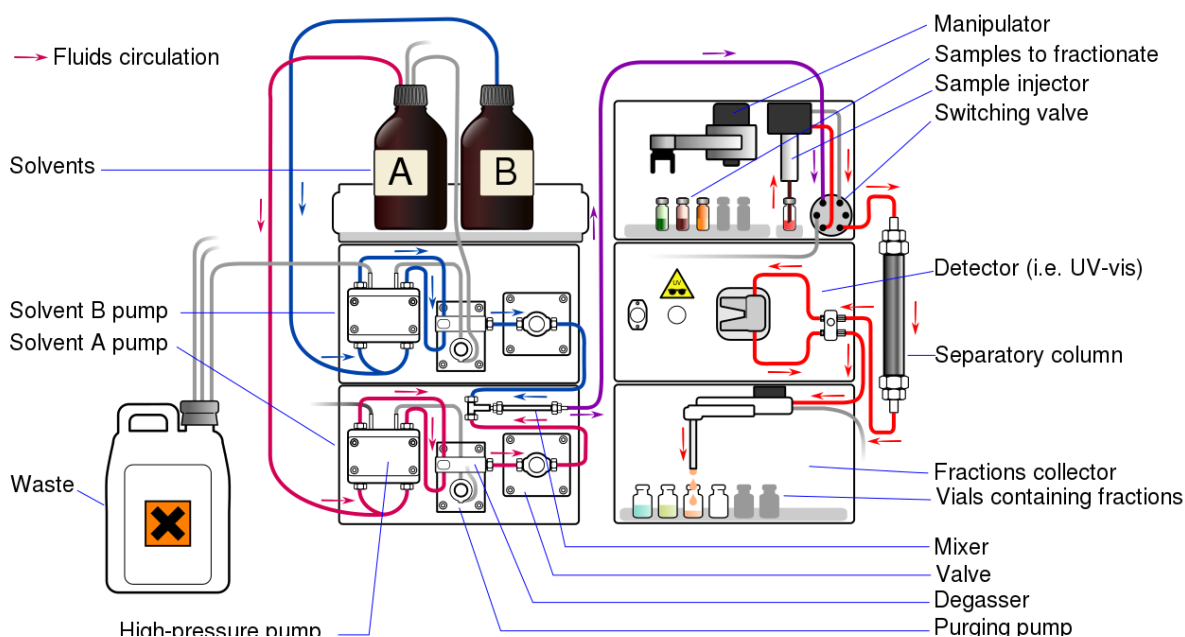 Fluids circulation
Solvents
A
B
Solvent B pump
Solvent A pump
Waste
High-pressure pump
Manipulator
Samples to fractionate
Sample injector
Switching valve
UV
Detector (i.e. UV-vis)
Separatory column
Fractions collector
Vials containing fractions
Mixer
Valve
Degasser
Purging pump